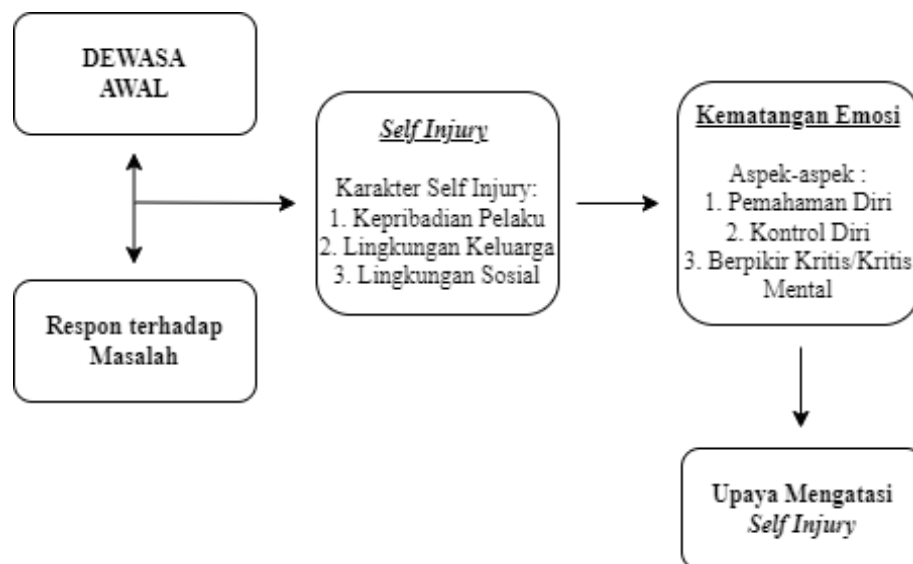 DEWASA
AWAL
Respon terhadap
Masalah
Self Injury
Karakter Self Injury:
1. Kepribadian Pelaku
2. Lingkungan Keluarga
3. Lingkungan Sosial
Kematangan Emosi
Aspek-aspek :
1. Pemahaman Diri
2. Kontrol Diri
3. Berpikir Kritis/Kritis
Mental
Upaya Mengatasi
Self Injury